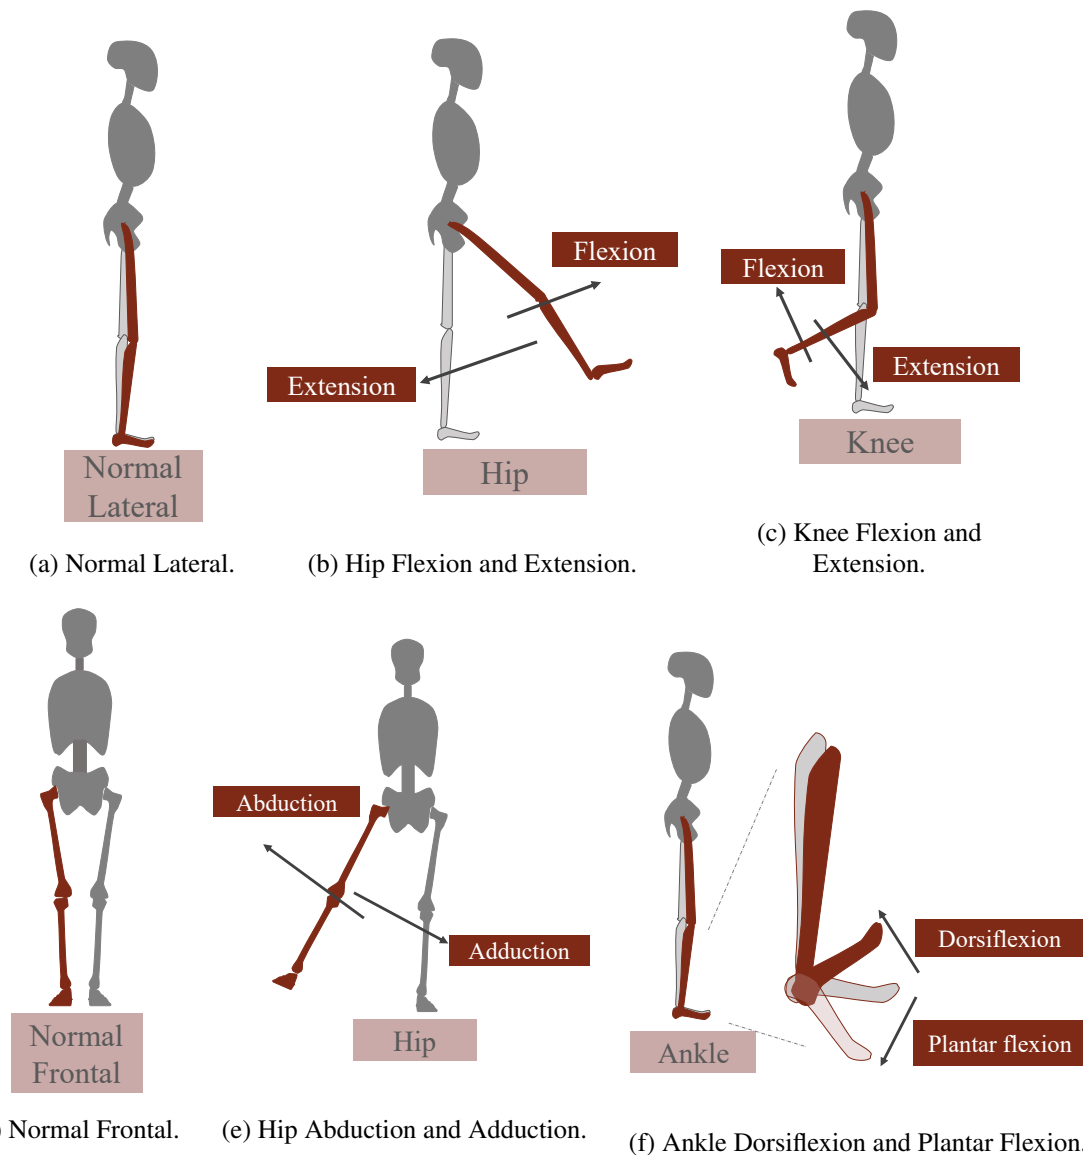 Flexion
Extension
Normal
Lateral
Hip
Flexion
Extension
Knee
(a) Normal Lateral.
(b) Hip Flexion and Extension.
(c) Knee Flexion and
Extension.
Abduction
Adduction
Normal
Frontal
Hip
Dorsiflexion
Plantar flexion
Ankle
) Normal Frontal.
(e) Hip Abduction and Adduction.
(f) Ankle Dorsiflexion and Plantar Flexion.